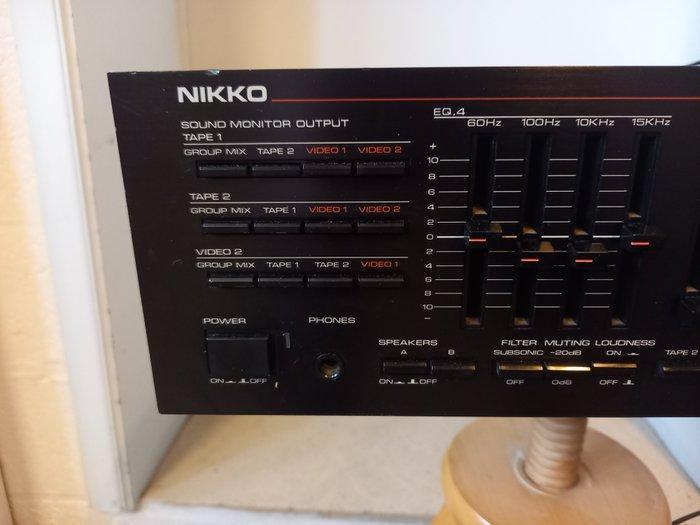 NIKKO
SOUND MONITOR OUTPUT
TAPE 1
GROUP MIX TAPE 2 VIDEO 1 VIDEO 2
TAPE 2
GROUP MIX TAPE 1 VIDEO 1 VIDEO 2
VIDEO 2
GROUP MIX TAPE 1 TAPE 2 VIDEO 1
POWER
ON OFF
PHONES
EQ.4
60Hz 100Hz 10KHz 15KHz
+
10
8
6
4
2
0
2
4
6
8
10
−
SPEAKERS
A B
ON OFF
FILTER MUTING LOUDNESS
SUBSONIC −20dB ON
OFF 0dB OFF
TAPE 2